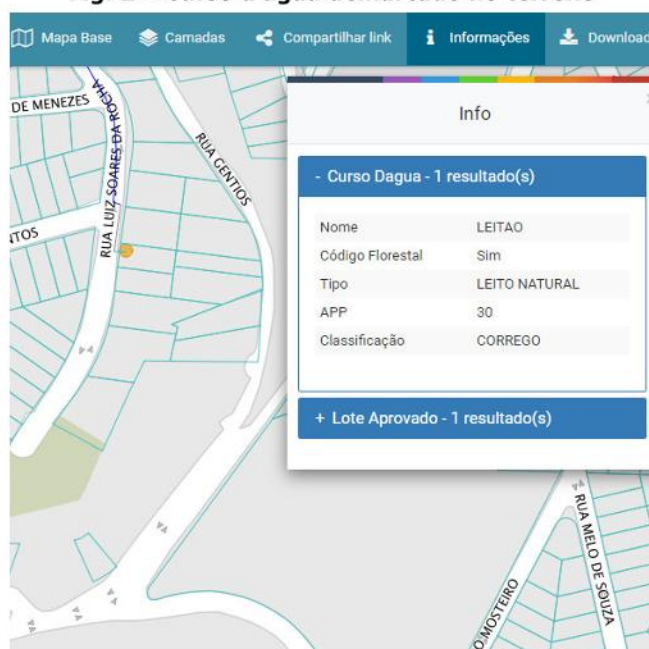 Mapa Base
Camadas
Compartilhar link
Informações
Download
DE MENEZES
RUA LUIZ SOARES DA ROCHA
RUA GENTIOS
Info
- Curso Dagua - 1 resultado(s)
Nome LEITAO
Código Florestal Sim
Tipo LEITO NATURAL
APP 30
Classificação CORREGO
+ Lote Aprovado - 1 resultado(s)
RUA MELO DE SOUZA
MOSTEIRO